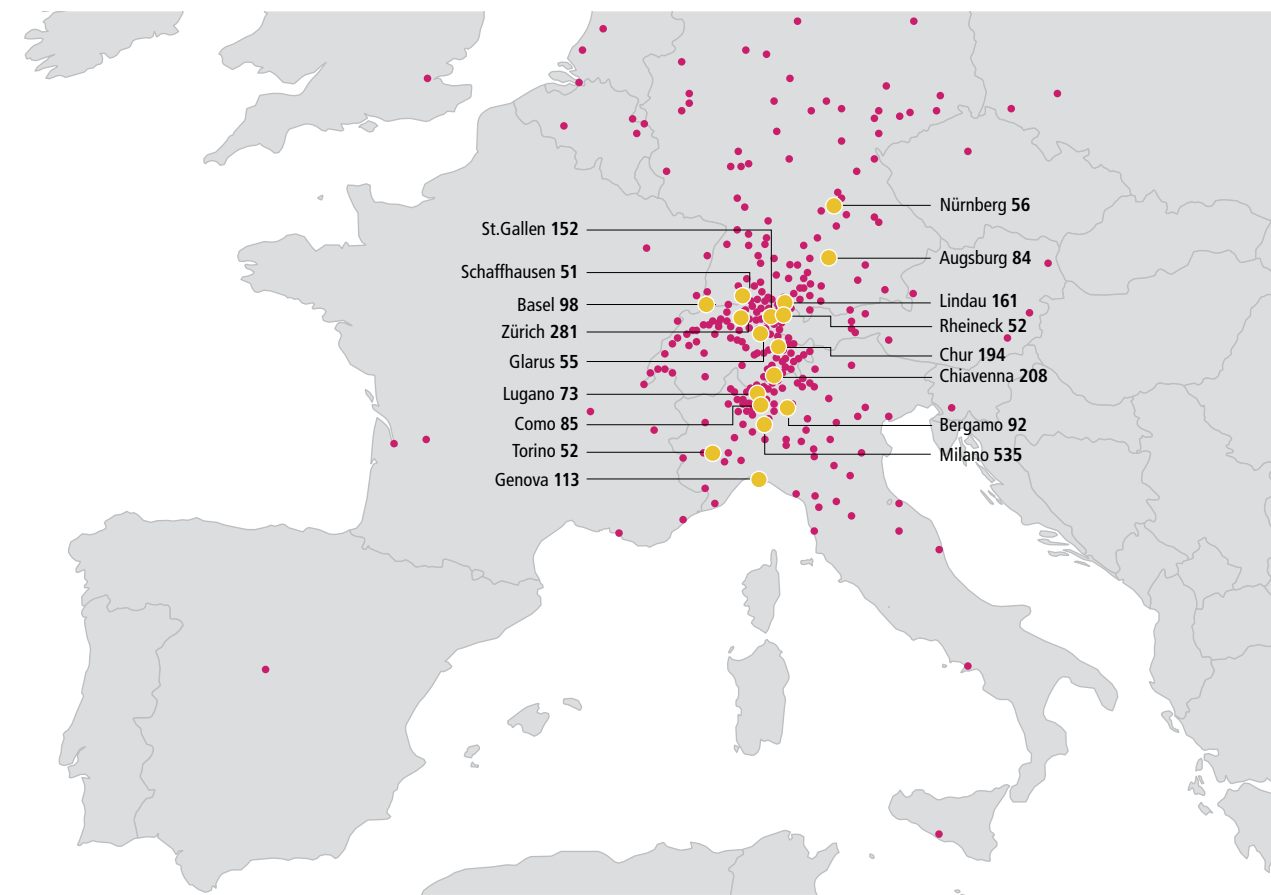 St.Gallen 152
Schaffhausen 51
Basel 98
Zürich 281
Glarus 55
Lugano 73
Como 85
Torino 52
Genova 113
Nürnberg 56
Augsburg 84
Lindau 161
Rheineck 52
Chur 194
Chiavenna 208
Bergamo 92
Milano 535